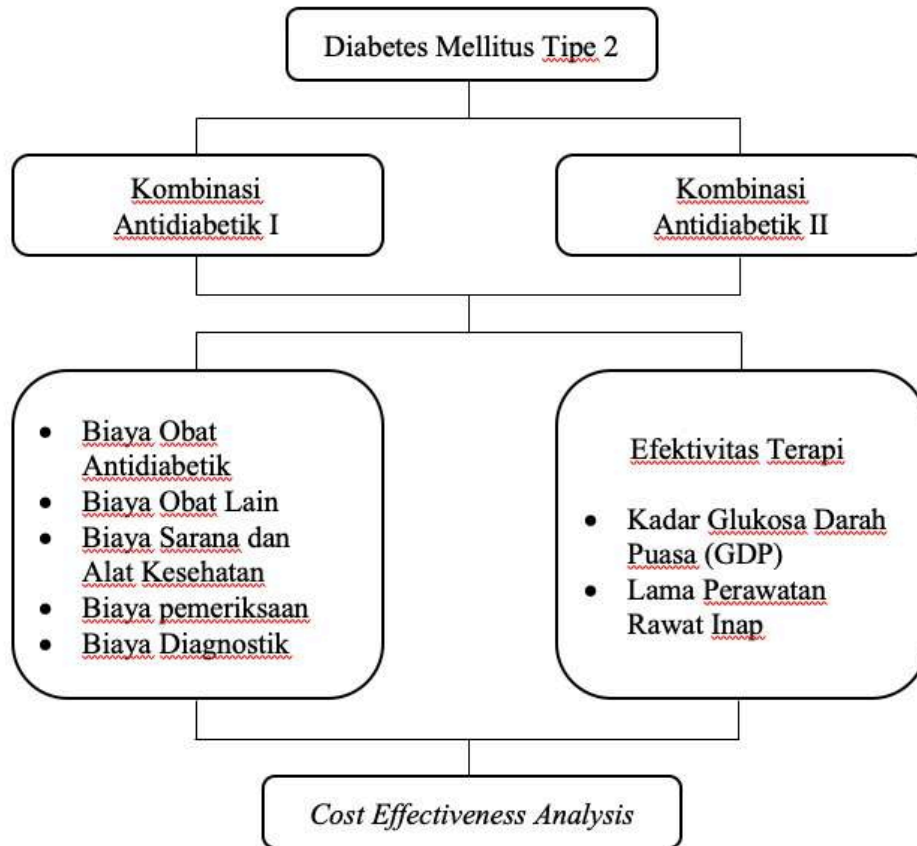 Diabetes Mellitus Tipe 2
Kombinasi
Antidiabetik I
Kombinasi
Antidiabetik II
• Biaya Obat
Antidiabetik
• Biaya Obat Lain
• Biaya Sarana dan
Alat Kesehatan
• Biaya pemeriksaan
• Biaya Diagnostik
Efektivitas Terapi
• Kadar Glukosa Darah
Puasa (GDP)
• Lama Perawatan
Rawat Inap
Cost Effectiveness Analysis